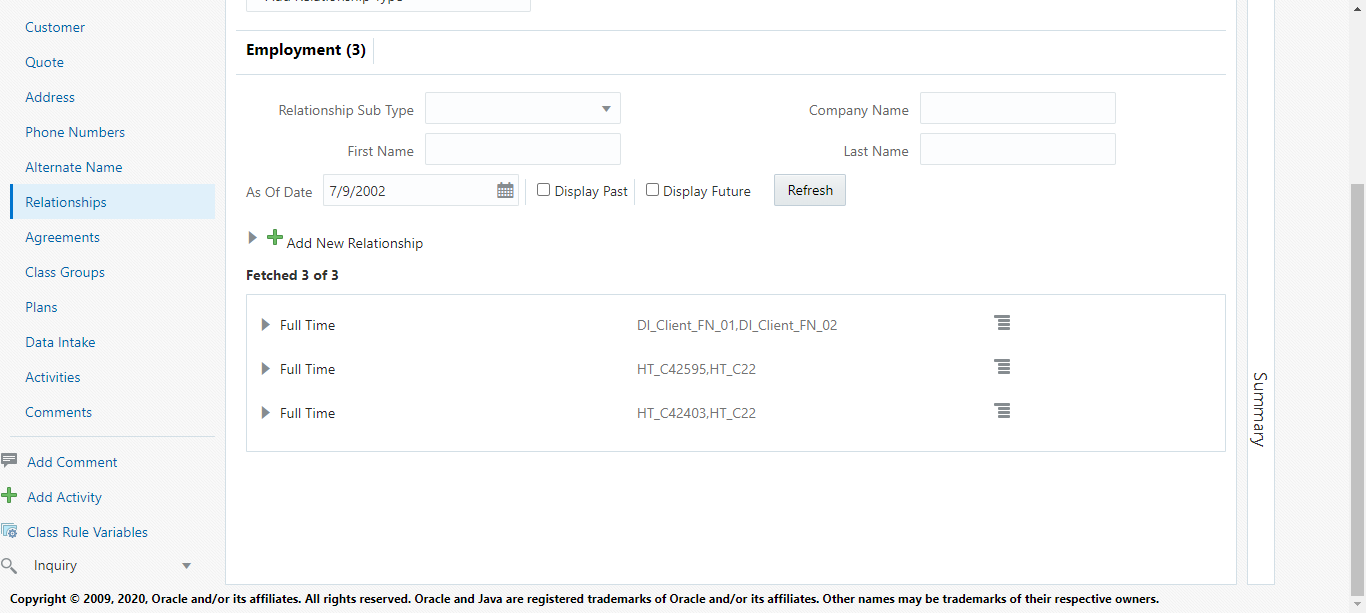 Customer
Quote
Address
Phone Numbers
Alternate Name
Relationships
Agreements
Class Groups
Plans
Data Intake
Activities
Comments
Add Comment
Add Activity
Class Rule Variables
Inquiry
Employment (3)
Relationship Sub Type
Company Name
First Name
Last Name
As Of Date 7/9/2002 Display Past Display Future Refresh
Add New Relationship
Fetched 3 of 3
Full Time DI_Client_FN_01,DI_Client_FN_02
Full Time HT_C42595,HT_C22
Full Time HT_C42403,HT_C22
Summary
Copyright © 2009, 2020, Oracle and/or its affiliates. All rights reserved. Oracle and Java are registered trademarks of Oracle and/or its affiliates. Other names may be trademarks of their respective owners.